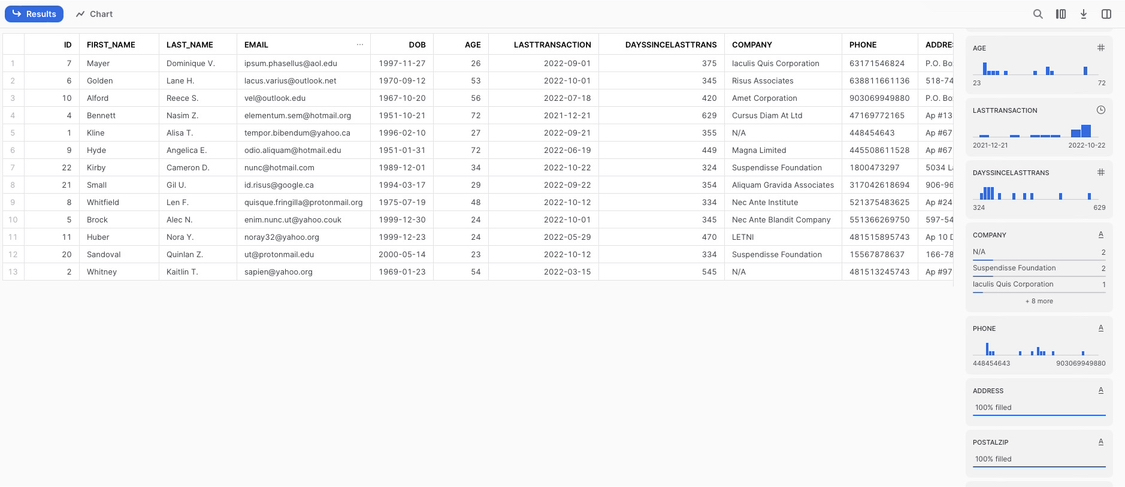 Results Chart
ID FIRST_NAME LAST_NAME EMAIL ... DOB AGE LASTTRANSACTION DAYSSINCELASTTRANS COMPANY PHONE ADDRE
1 7 Mayer Dominique V. ipsum.phasellus@aol.edu 1997-11-27 26 2022-09-01 375 Iaculis Quis Corporation 63171546824 P.O. Bo
2 6 Golden Lane H. lacus.varius@outlook.net 1970-09-12 53 2022-10-01 345 Risus Associates 638811661136 518-74
3 10 Alford Reece S. vel@outlook.edu 1967-10-20 56 2022-07-18 420 Amet Corporation 903069949880 P.O. Bo
4 4 Bennett Nasim Z. elementum.sem@hotmail.org 1951-10-21 72 2021-12-21 629 Cursus Diam At Ltd 47169772165 Ap #13
5 1 Kline Alisa T. tempor.bibendum@yahoo.ca 1996-02-10 27 2022-09-21 355 N/A 448454643 Ap #67
6 9 Hyde Angelica E. odio.aliquam@hotmail.edu 1951-01-31 72 2022-06-19 449 Magna Limited 445508611528 Ap #67
7 22 Kirby Cameron D. nunc@hotmail.com 1989-12-01 34 2022-10-22 324 Suspendisse Foundation 1800473297 5034 L
8 21 Small Gil U. id.risus@google.ca 1994-03-17 29 2022-09-22 354 Aliquam Gravida Associates 317042618694 906-96
9 8 Whitfield Len F. quisque.fringilla@protonmail.org 1975-07-19 48 2022-10-12 334 Nec Ante Institute 521375483625 Ap #24
10 5 Brock Alec N. enim.nunc.ut@yahoo.couk 1999-12-30 24 2022-10-01 345 Nec Ante Blandit Company 551366269750 597-54
11 11 Huber Nora Y. noray32@yahoo.org 1999-12-23 24 2022-05-29 470 LETNI 481515895743 Ap 10 D
12 20 Sandoval Quinlan Z. ut@protonmail.edu 2000-05-14 23 2022-10-12 334 Suspendisse Foundation 15567878637 166-78
13 2 Whitney Kaitlin T. sapien@yahoo.org 1969-01-23 54 2022-03-15 545 N/A 481513245743 Ap #97
AGE #
23 72
LASTTRANSACTION
2021-12-21 2022-10-22
DAYSSINCELASTTRANS #
324 629
COMPANY A
N/A 2
Suspendisse Foundation 2
Iaculis Quis Corporation 1
+ 8 more
PHONE A
448454643 903069949880
ADDRESS A
100% filled
POSTALZIP A
100% filled